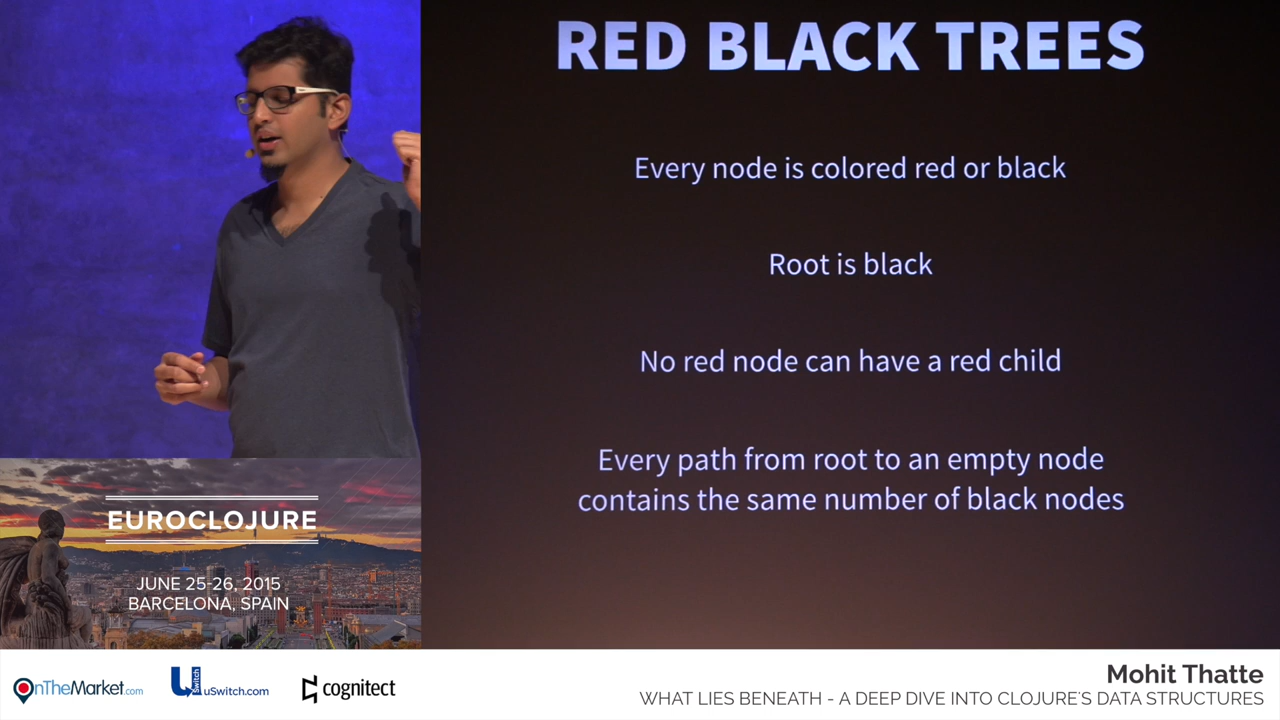 RED BLACK TREES
Every node is colored red or black
Root is black
No red node can have a red child
Every path from root to an empty node
contains the same number of black nodes
EUROCLOJURE
JUNE 25-26, 2015
BARCELONA, SPAIN
OnTheMarket.com
U Switch
uSwitch.com
cognitect
Mohit Thatte
WHAT LIES BENEATH - A DEEP DIVE INTO CLOJURE'S DATA STRUCTURES